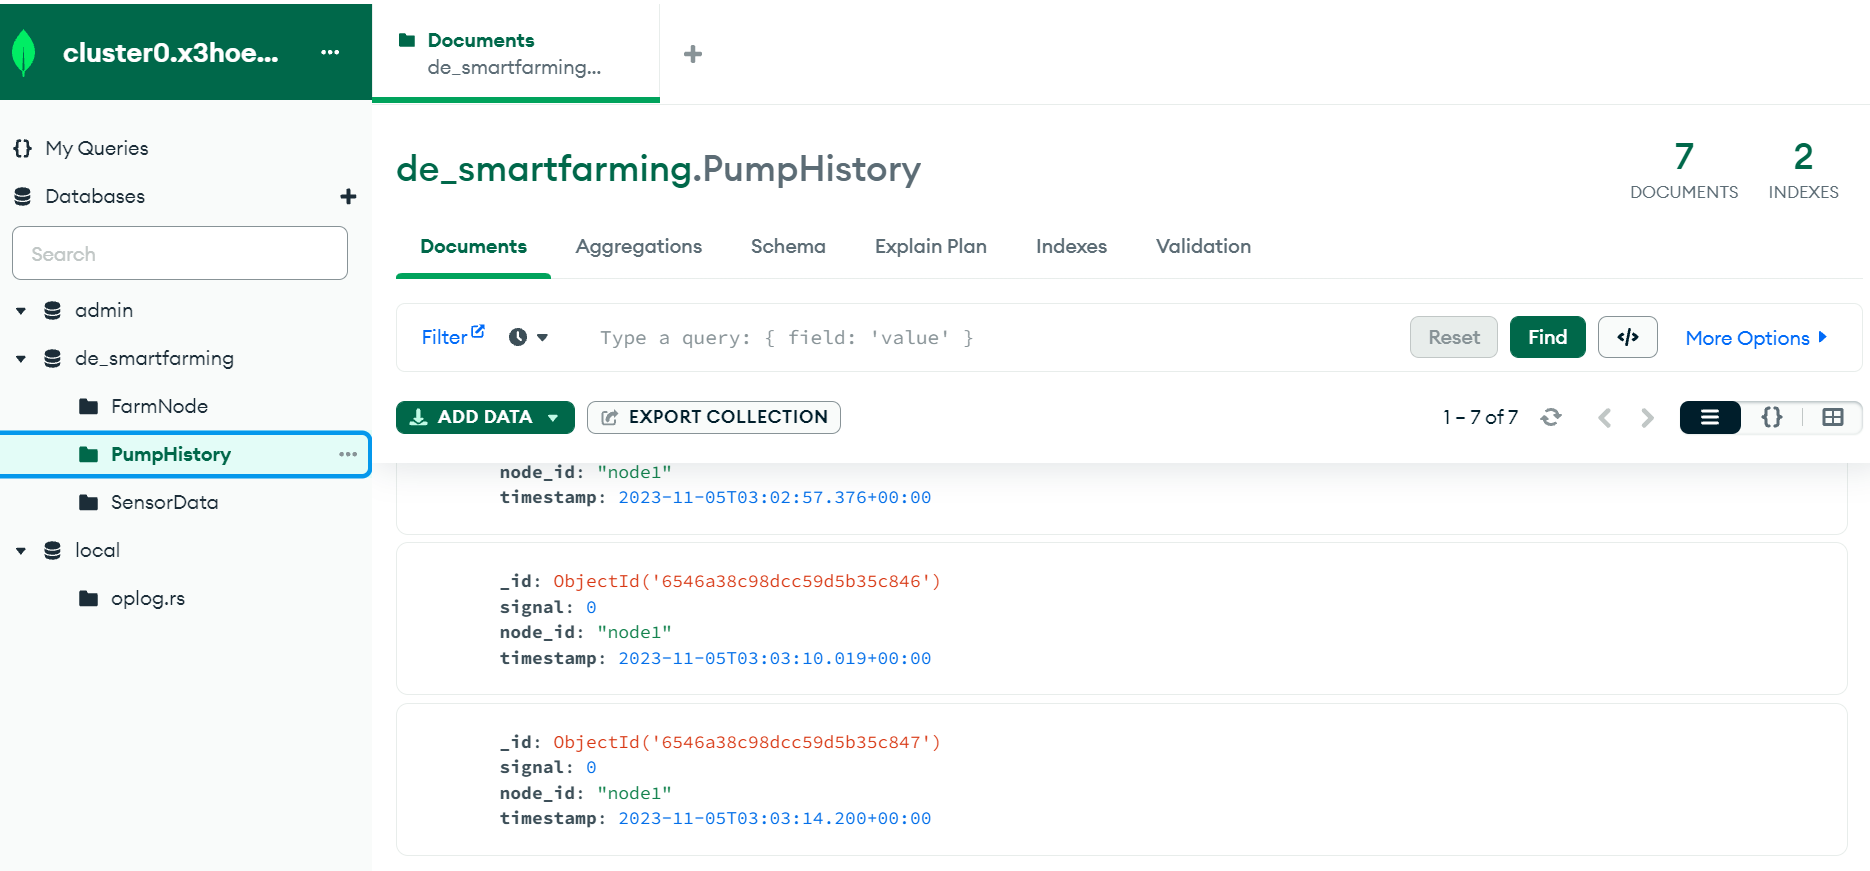 cluster0.x3hoe...
Documents
de_smartfarming...
My Queries
Databases
Search
admin
de_smartfarming
FarmNode
PumpHistory
SensorData
local
oplog.rs
de_smartfarming.PumpHistory
7
DOCUMENTS
2
INDEXES
Documents Aggregations Schema Explain Plan Indexes Validation
Filter Type a query: { field: 'value' } Reset Find </> More Options
ADD DATA EXPORT COLLECTION 1 – 7 of 7 {}
node_id: "node1"
timestamp: 2023-11-05T03:02:57.376+00:00
_id: ObjectId('6546a38c98dcc59d5b35c846')
signal: 0
node_id: "node1"
timestamp: 2023-11-05T03:03:10.019+00:00
_id: ObjectId('6546a38c98dcc59d5b35c847')
signal: 0
node_id: "node1"
timestamp: 2023-11-05T03:03:14.200+00:00